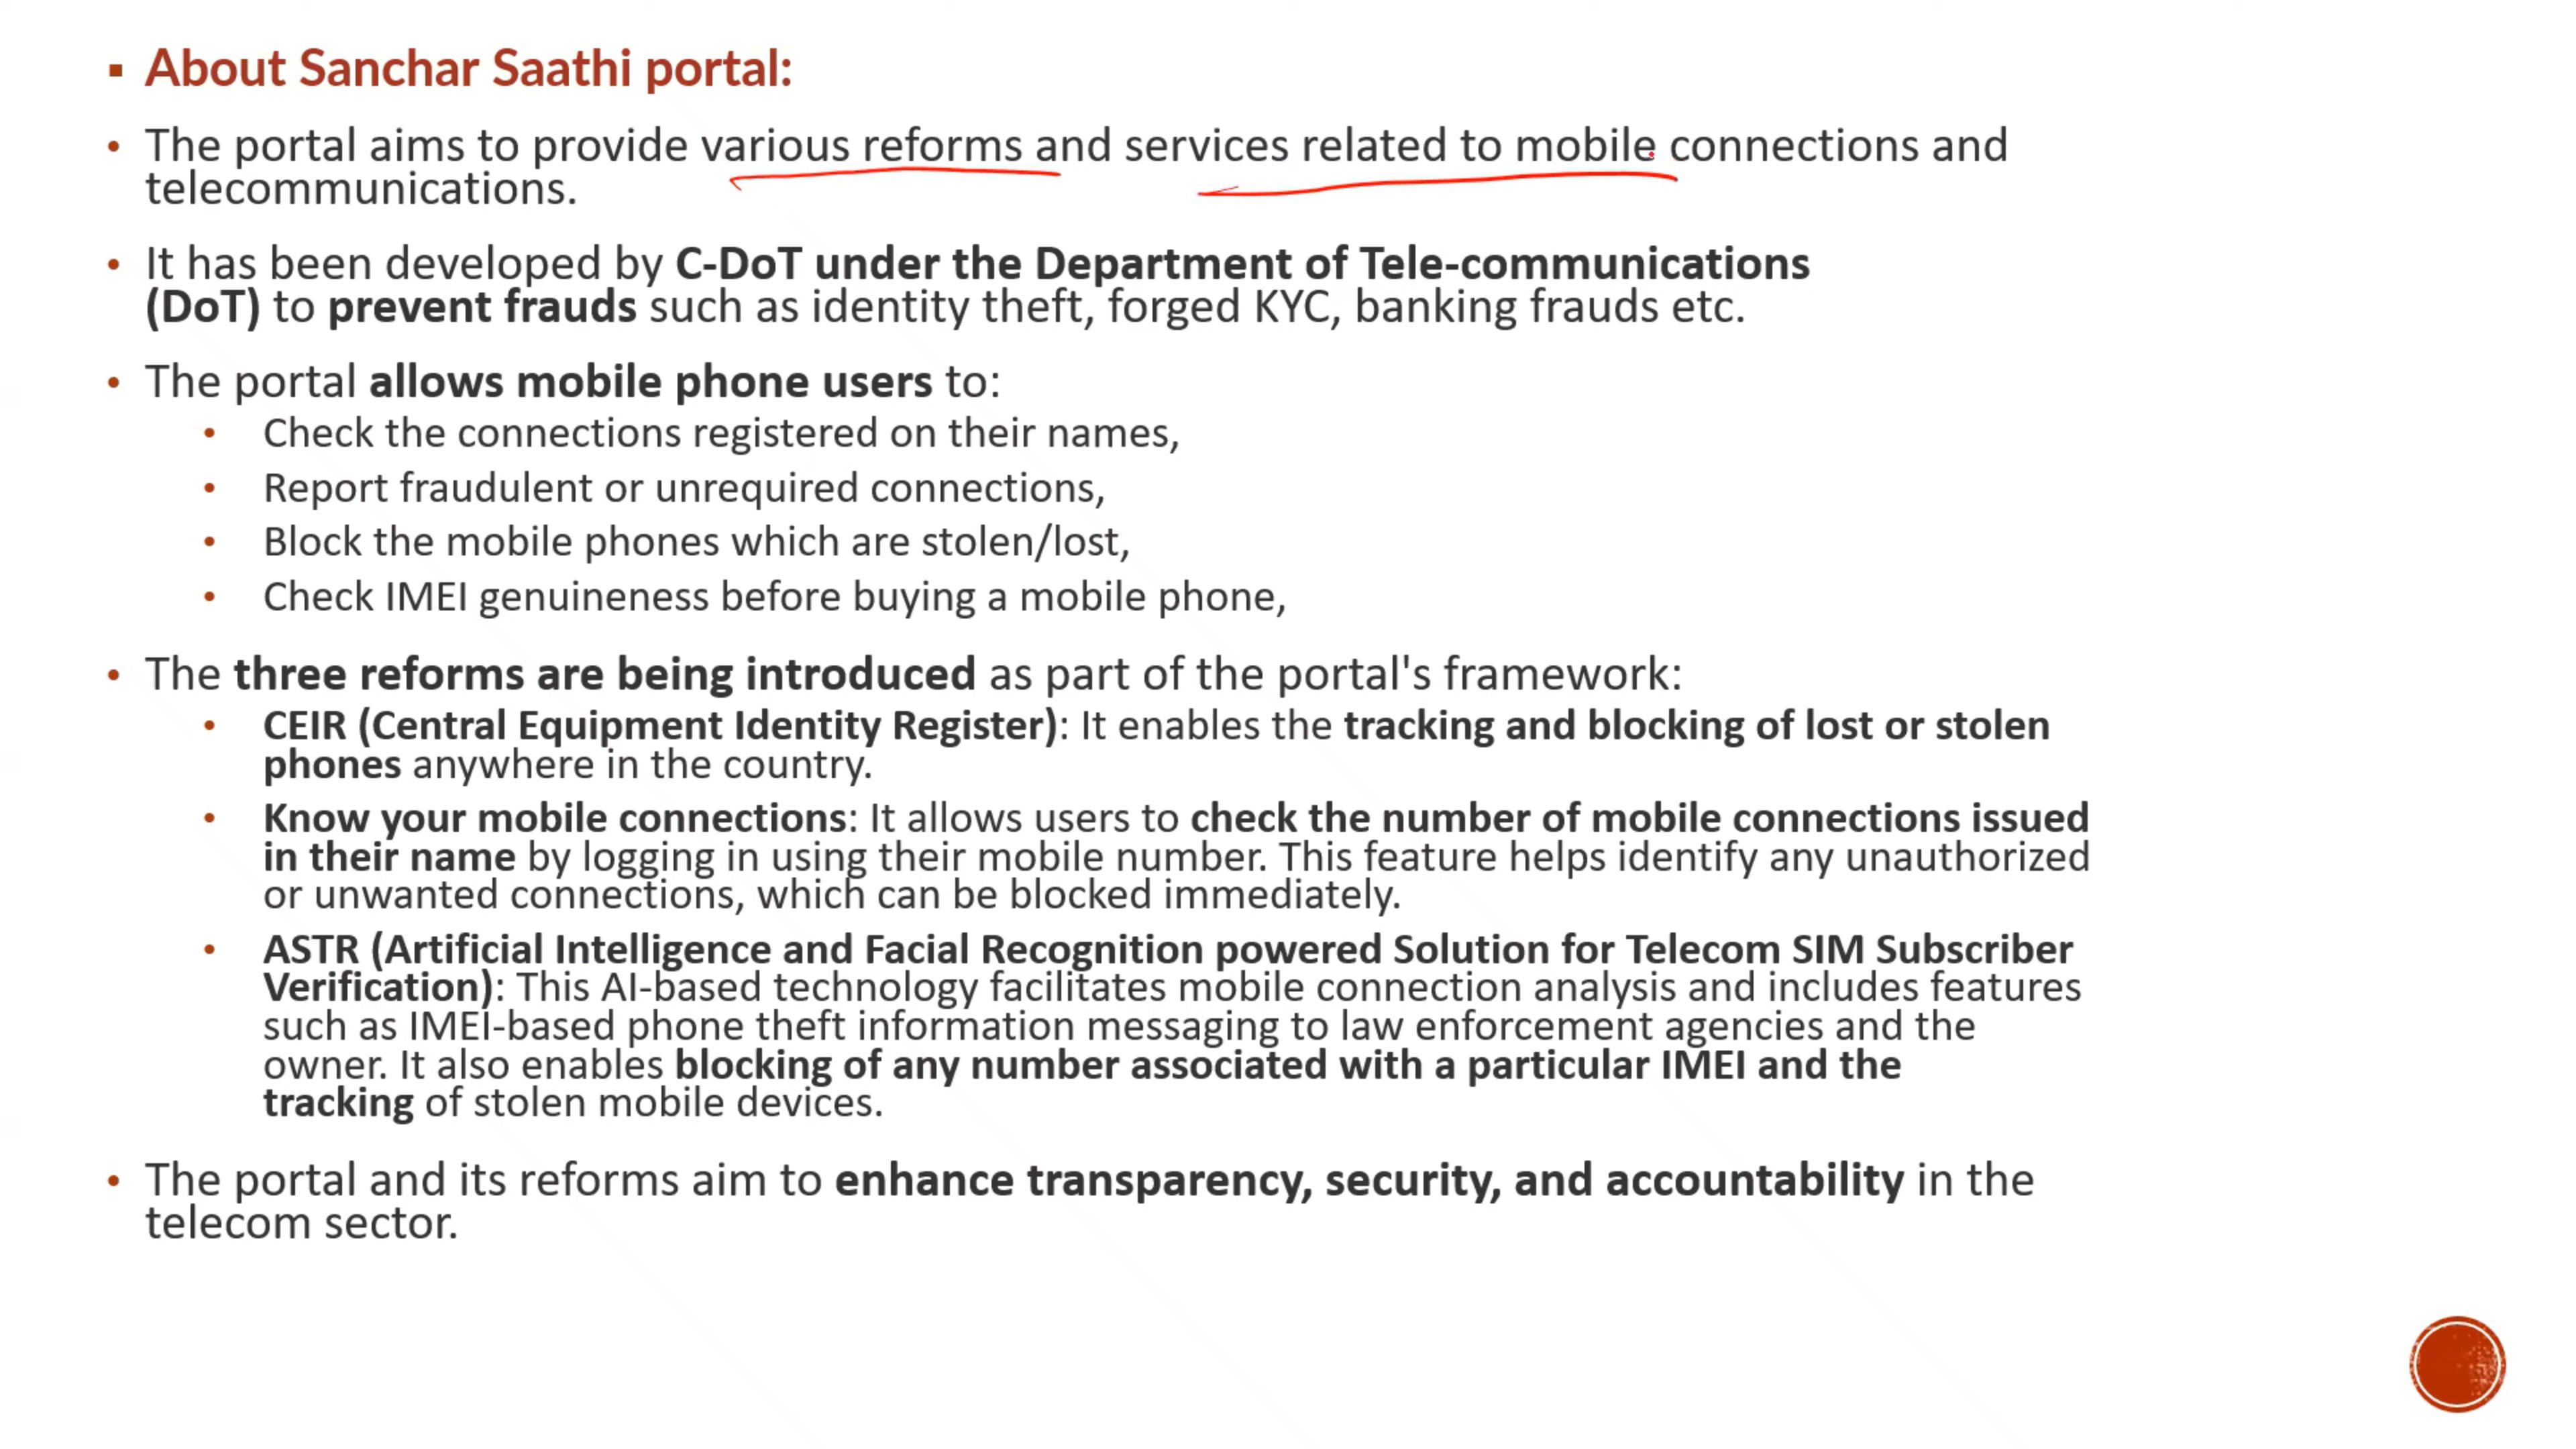 ▪ About Sanchar Saathi portal:
• The portal aims to provide various reforms and services related to mobile connections and
telecommunications.
• It has been developed by C-DoT under the Department of Tele-communications
(DoT) to prevent frauds such as identity theft, forged KYC, banking frauds etc.
• The portal allows mobile phone users to:
• Check the connections registered on their names,
• Report fraudulent or unrequired connections,
• Block the mobile phones which are stolen/lost,
• Check IMEI genuineness before buying a mobile phone,
• The three reforms are being introduced as part of the portal's framework:
• CEIR (Central Equipment Identity Register): It enables the tracking and blocking of lost or stolen
phones anywhere in the country.
• Know your mobile connections: It allows users to check the number of mobile connections issued
in their name by logging in using their mobile number. This feature helps identify any unauthorized
or unwanted connections, which can be blocked immediately.
• ASTR (Artificial Intelligence and Facial Recognition powered Solution for Telecom SIM Subscriber
Verification): This AI-based technology facilitates mobile connection analysis and includes features
such as IMEI-based phone theft information messaging to law enforcement agencies and the
owner. It also enables blocking of any number associated with a particular IMEI and the
tracking of stolen mobile devices.
• The portal and its reforms aim to enhance transparency, security, and accountability in the
telecom sector.